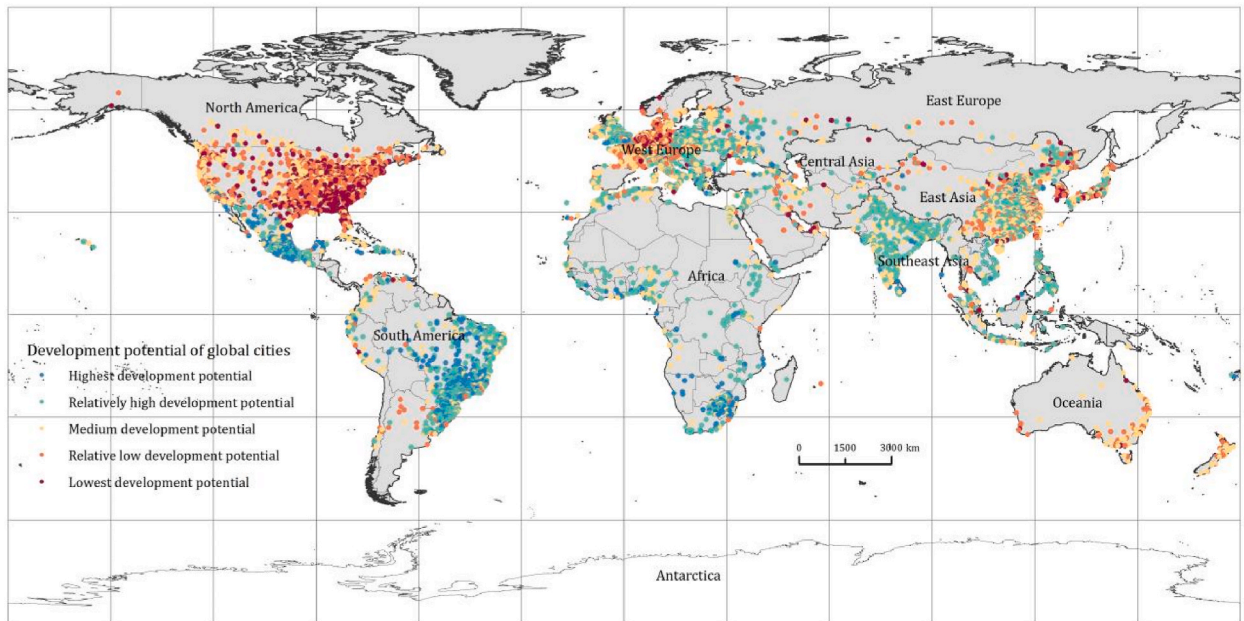 North America
East Europe
West Europe
Central Asia
East Asia
Southeast Asia
Africa
South America
Oceania
Development potential of global cities
Highest development potential
Relatively high development potential
Medium development potential
Relative low development potential
Lowest development potential
0 1500 3000 km
Antarctica